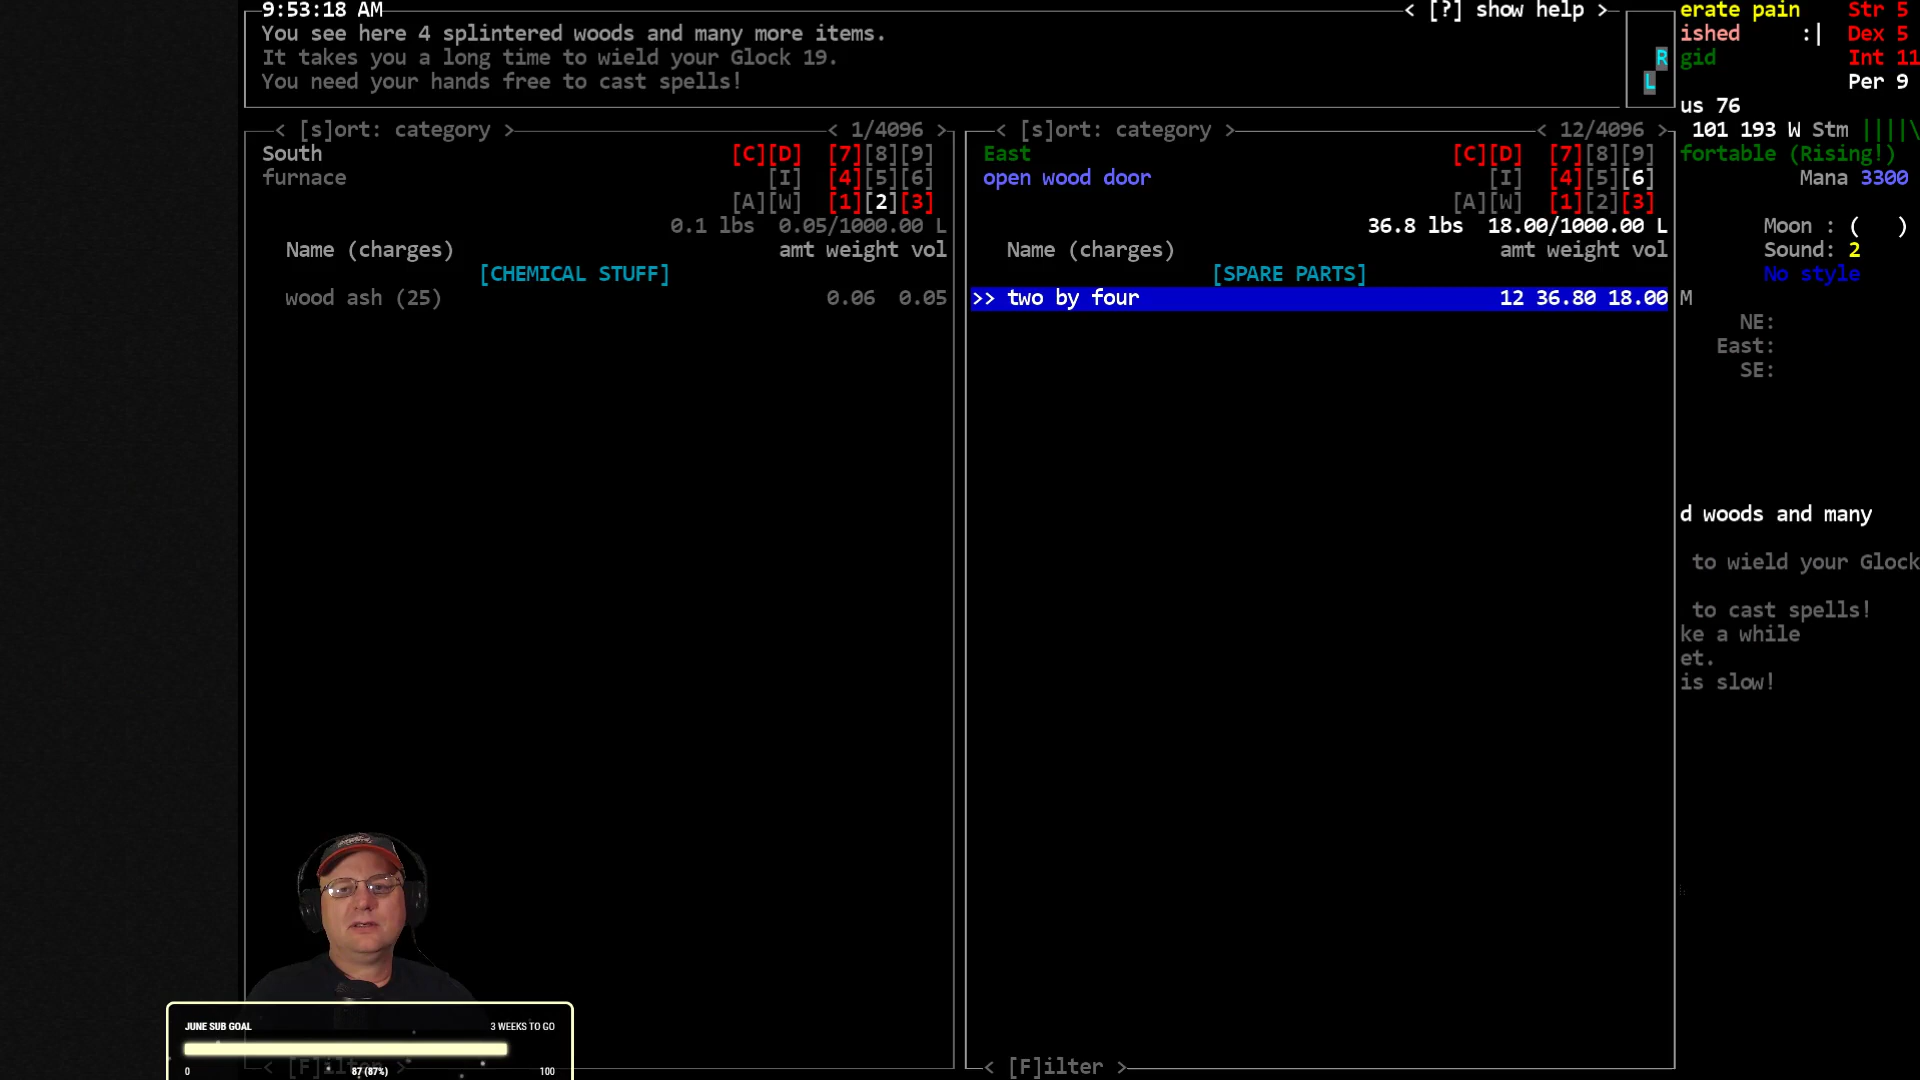 9:53:18 AM
< [?] show help >
You see here 4 splintered woods and many more items.
It takes you a long time to wield your Glock 19.
You need your hands free to cast spells!
R
L
erate pain Str 5
ished :| Dex 5
gid Int 11
Per 9
us 76
101 193 W Stm ||||\
fortable (Rising!)
Mana 3300
Moon : ( )
Sound: 2
No style
M
NE:
East:
SE:
d woods and many
to wield your Glock
to cast spells!
ke a while
et.
is slow!
< [s]ort: category > < 1/4096 >
South [C][D] [7][8][9]
furnace [I] [4][5][6]
[A][W] [1][2][3]
0.1 lbs 0.05/1000.00 L
Name (charges) amt weight vol
[CHEMICAL STUFF]
wood ash (25) 0.06 0.05
< [F]ilter >
< [s]ort: category > < 12/4096 >
East [C][D] [7][8][9]
open wood door [I] [4][5][6]
[A][W] [1][2][3]
36.8 lbs 18.00/1000.00 L
Name (charges) amt weight vol
[SPARE PARTS]
>> two by four 12 36.80 18.00
< [F]ilter >
JUNE SUB GOAL 3 WEEKS TO GO
0 87 (87%) 100